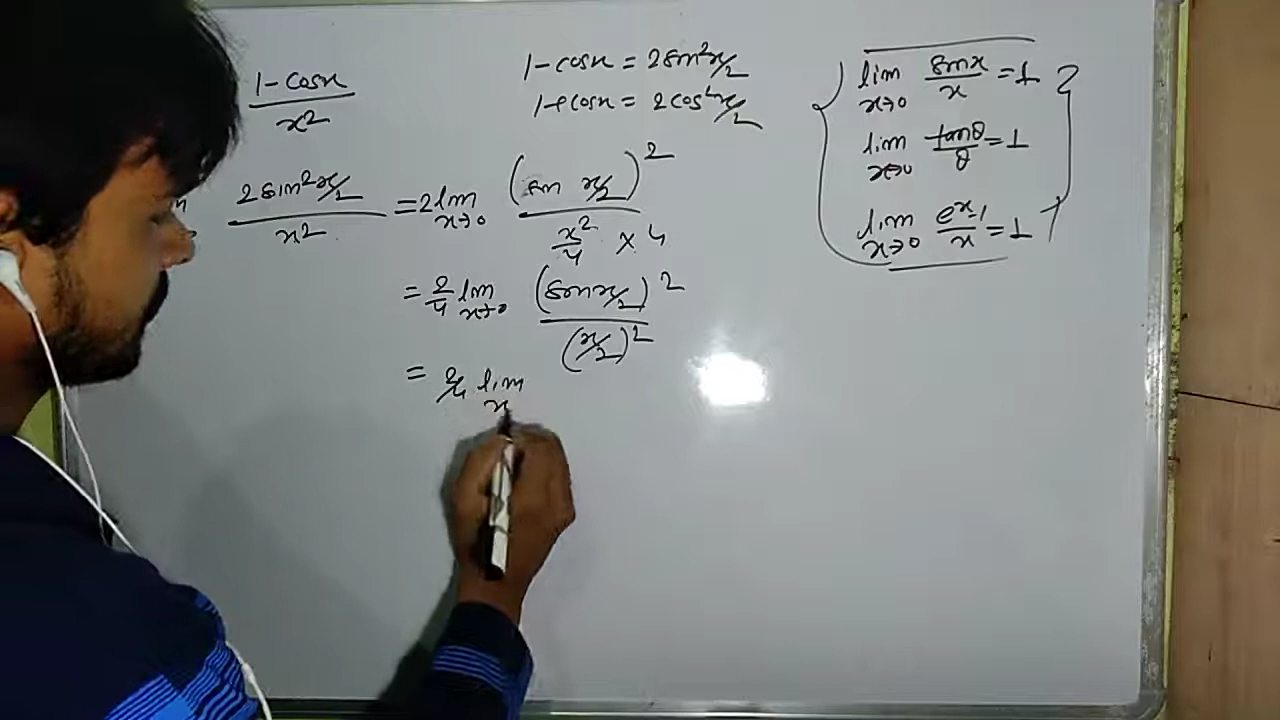 1-cosx / x²
1-cosx = 2sin²x/2
1+cosx = 2cos²x/2
2sin²x/2 / x² = 2 lim x→0 (sin x/2)² / x²/4 × 4
= 2/4 lim x→0 (sin x/2)² / (x/2)²
= 2/4 lim x
lim x→0 sinx/x = 1
lim x→0 tanθ/θ = 1
lim x→0 eˣ-1/x = 1